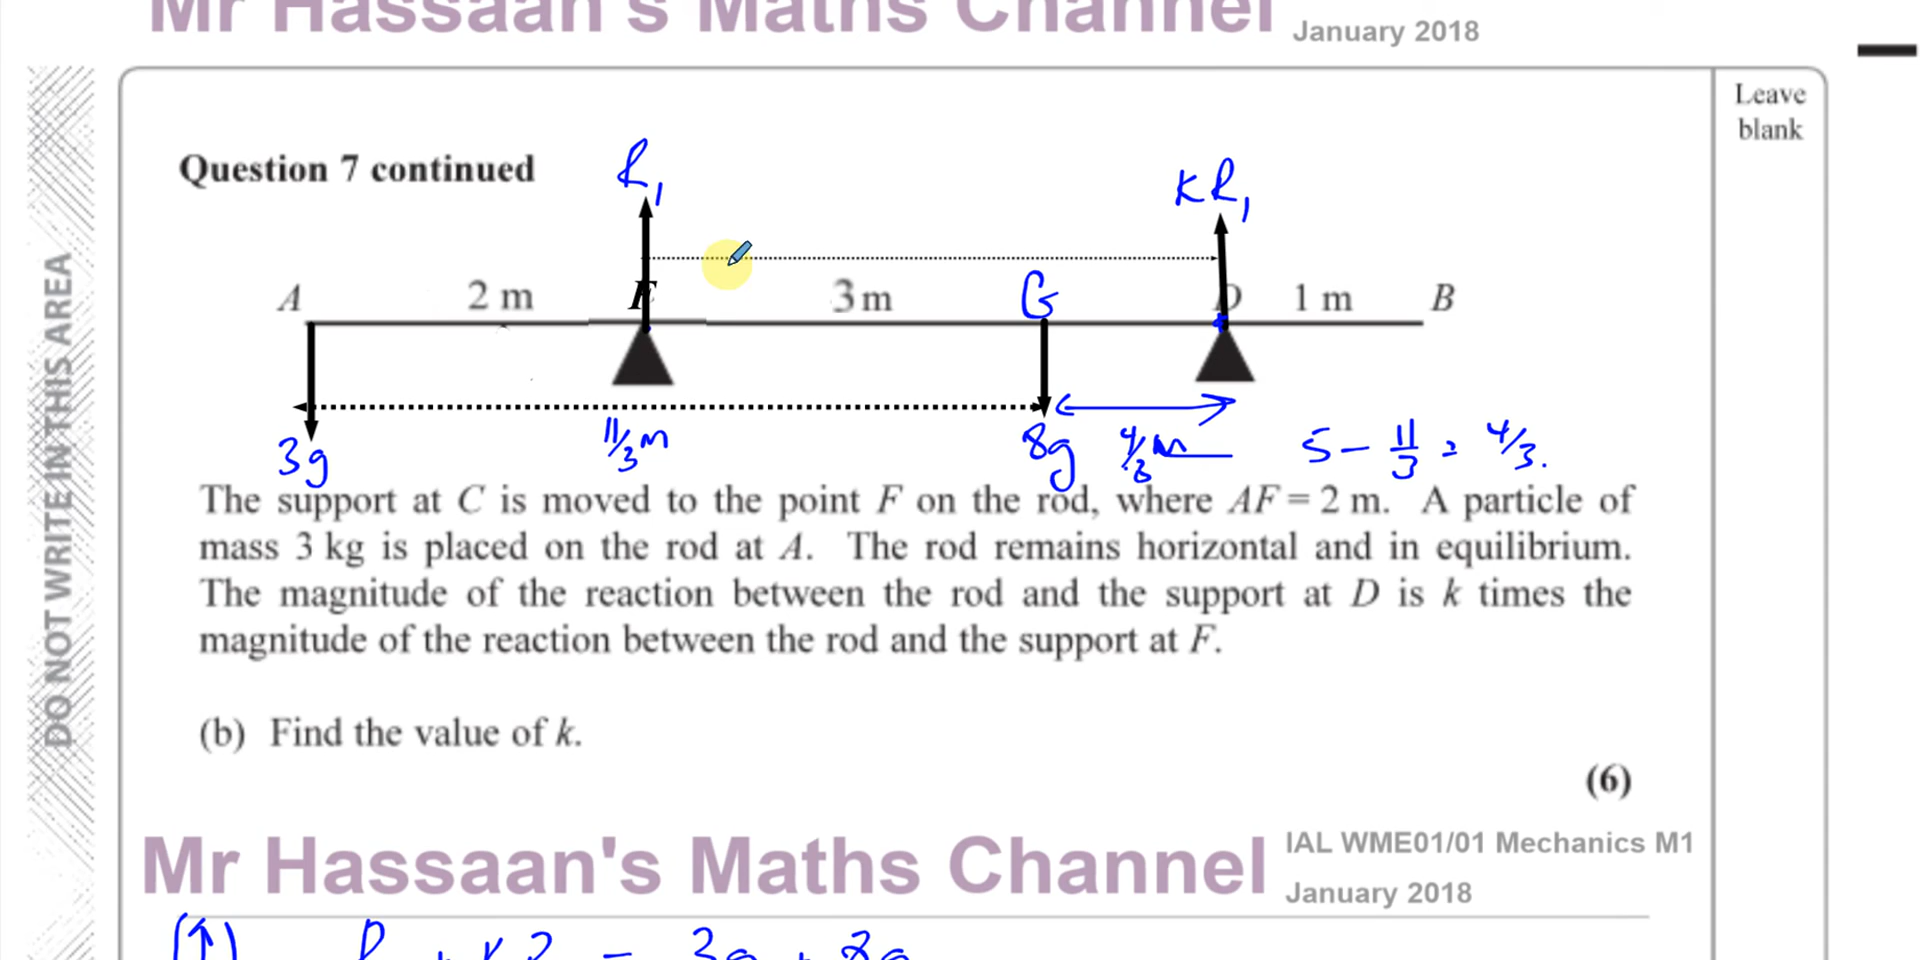 Mr Hassaan's Maths Channel January 2018
Leave
blank
Question 7 continued
R₁
KR₁
A 2 m F 3 m G D 1 m B
3g 11/3 m 8g 4/3 m 5 - 11/3 = 4/3.
The support at C is moved to the point F on the rod, where AF = 2 m. A particle of
mass 3 kg is placed on the rod at A. The rod remains horizontal and in equilibrium.
The magnitude of the reaction between the rod and the support at D is k times the
magnitude of the reaction between the rod and the support at F.
(b) Find the value of k.
(6)
Mr Hassaan's Maths Channel
IAL WME01/01 Mechanics M1
January 2018
(↑)
DO NOT WRITE IN THIS AREA